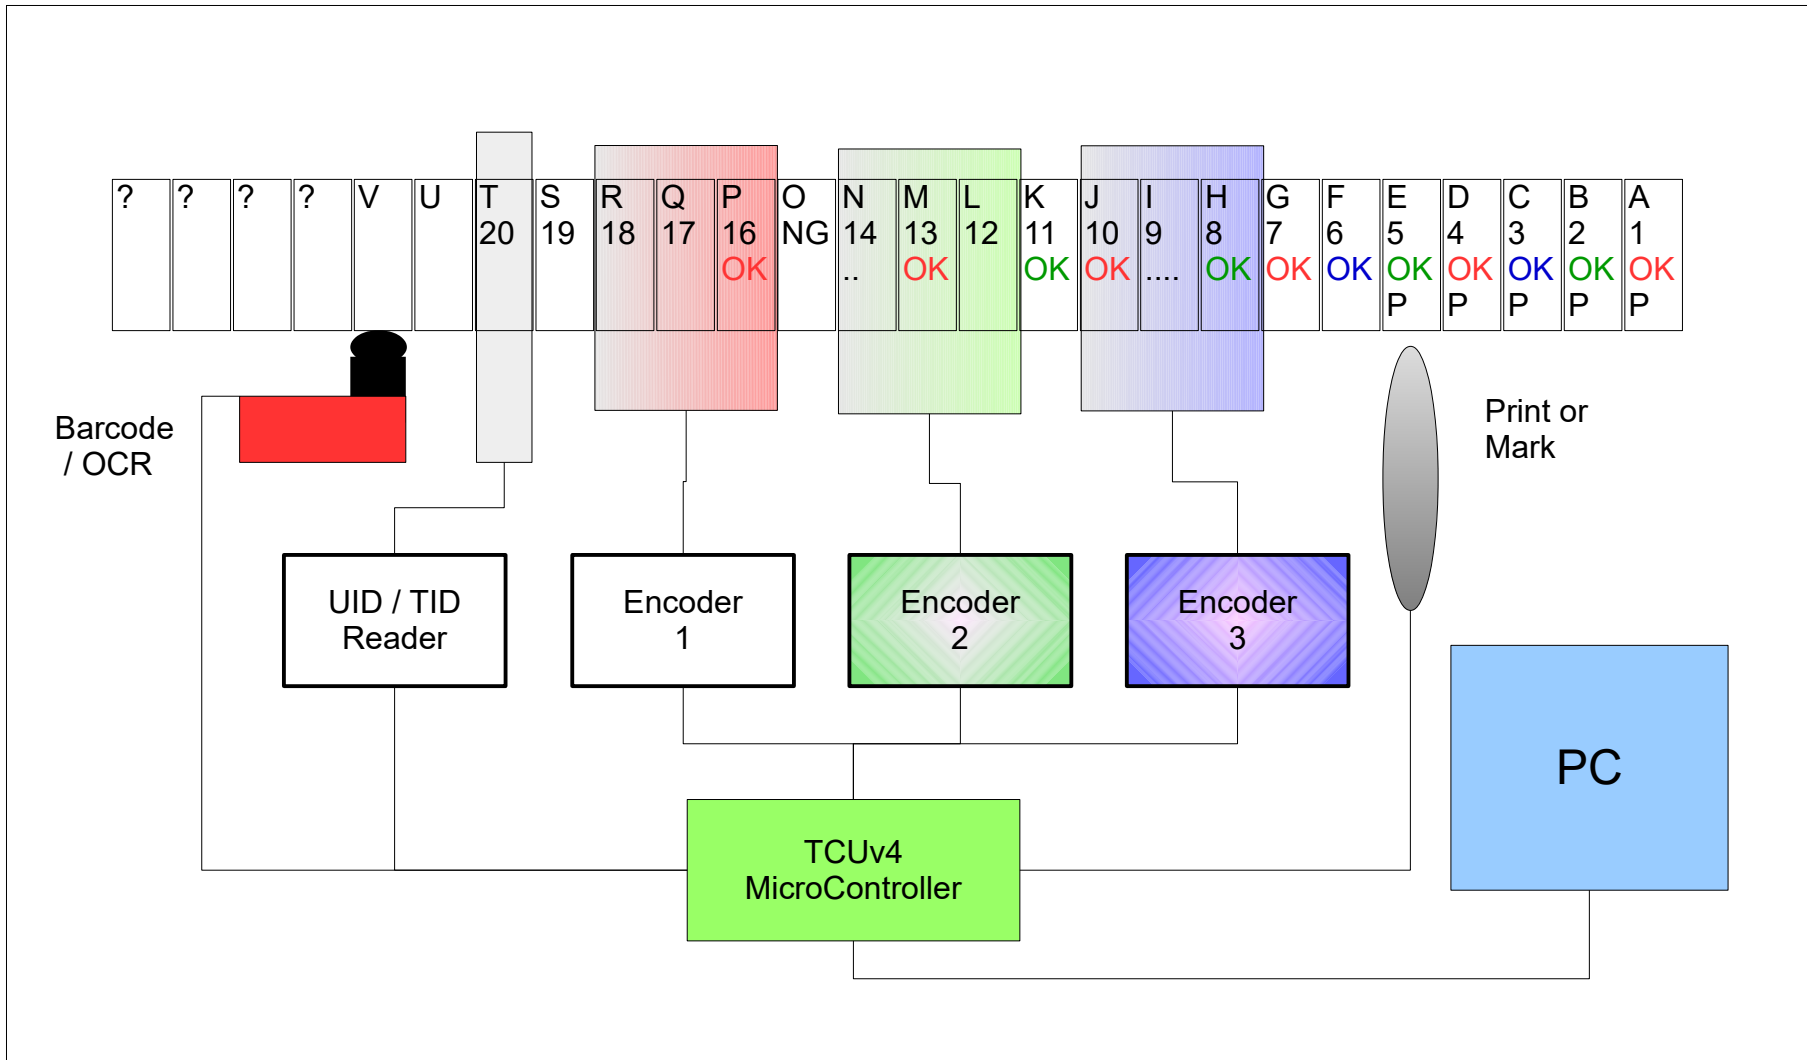 ? ? ? ? V U T S R Q P O N M L K J I H G F E D C B A
20 19 18 17 16 NG 14 13 12 11 10 9 8 7 6 5 4 3 2 1
OK .. OK OK OK .... OK OK OK OK OK OK OK OK
P P P P P
Barcode
/ OCR
Print or
Mark
UID / TID
Reader
Encoder
1
Encoder
2
Encoder
3
PC
TCUv4
MicroController